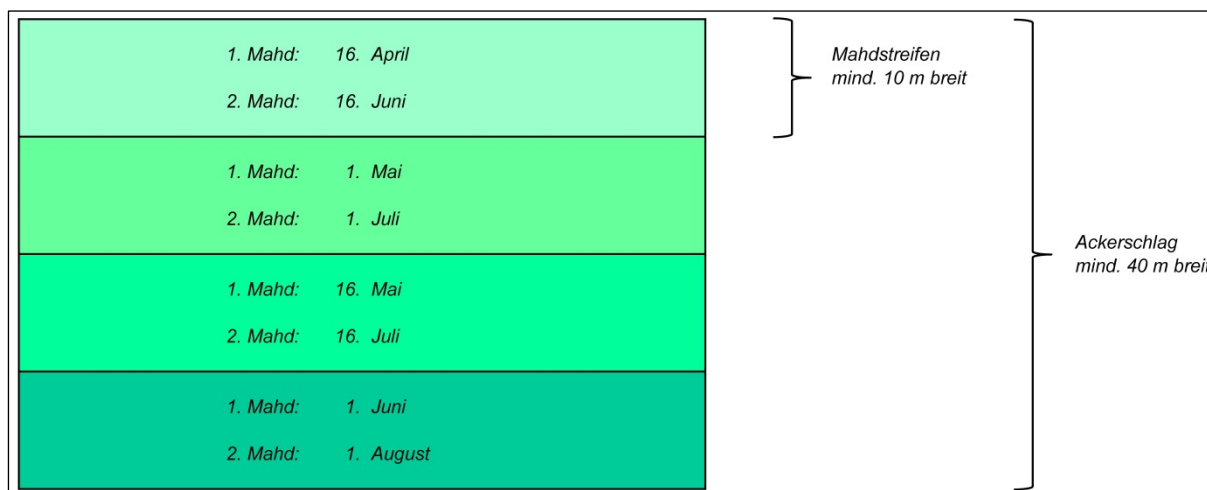 1. Mahd: 16. April
2. Mahd: 16. Juni
Mahdstreifen
mind. 10 m breit
1. Mahd: 1. Mai
2. Mahd: 1. Juli
1. Mahd: 16. Mai
2. Mahd: 16. Juli
1. Mahd: 1. Juni
2. Mahd: 1. August
Ackerschlag
mind. 40 m breit